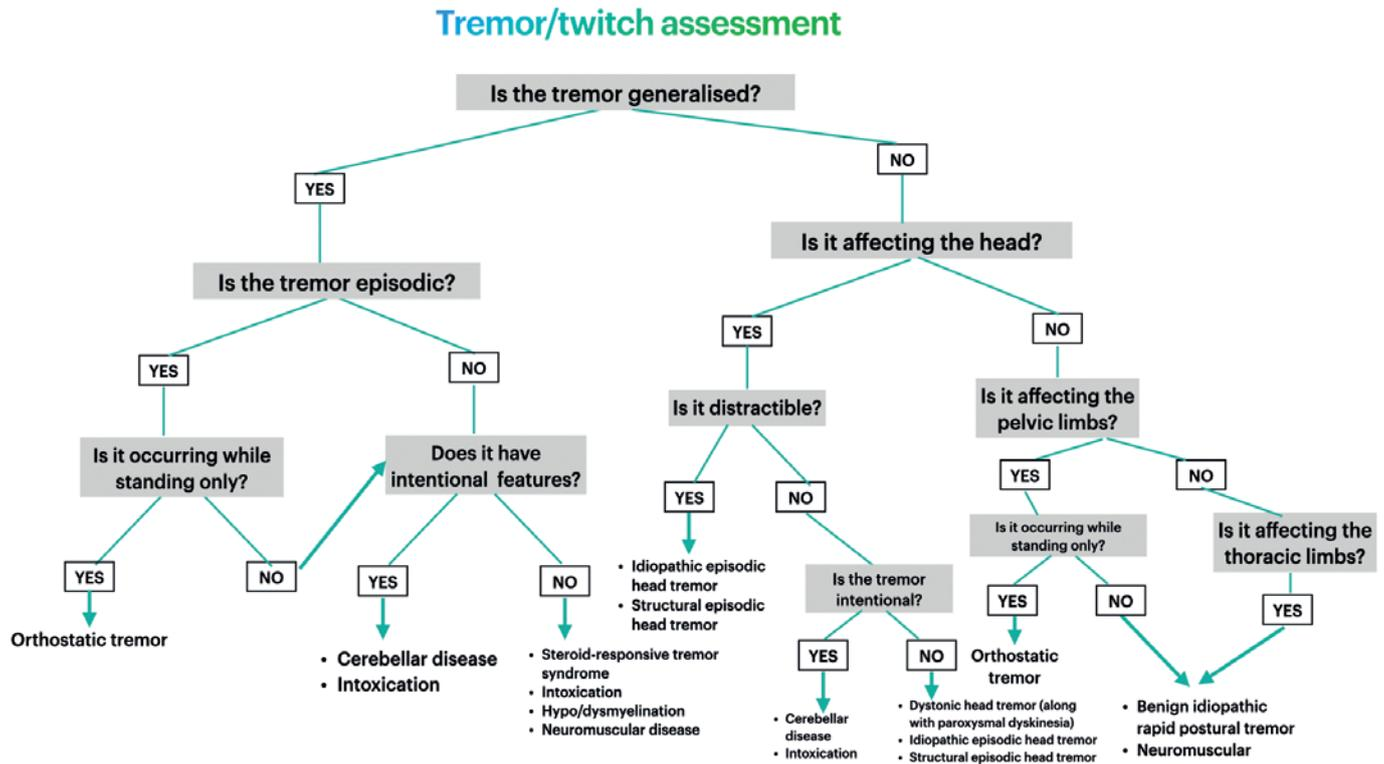 Tremor/twitch assessment
Is the tremor generalised?
YES
NO
Is the tremor episodic?
YES
NO
Is it occurring while
standing only?
YES
NO
Orthostatic tremor
Does it have
intentional features?
YES
NO
• Cerebellar disease
• Intoxication
• Steroid-responsive tremor
syndrome
• Intoxication
• Hypo/dysmyelination
• Neuromuscular disease
Is it affecting the head?
YES
NO
Is it distractible?
YES
NO
• Idiopathic episodic
head tremor
• Structural episodic
head tremor
Is the tremor
intentional?
YES
NO
• Cerebellar
disease
• Intoxication
• Dystonic head tremor (along
with paroxysmal dyskinesia)
• Idiopathic episodic head tremor
• Structural episodic head tremor
Is it affecting the
pelvic limbs?
YES
NO
Is it occurring while
standing only?
YES
NO
Orthostatic
tremor
Is it affecting the
thoracic limbs?
YES
• Benign idiopathic
rapid postural tremor
• Neuromuscular